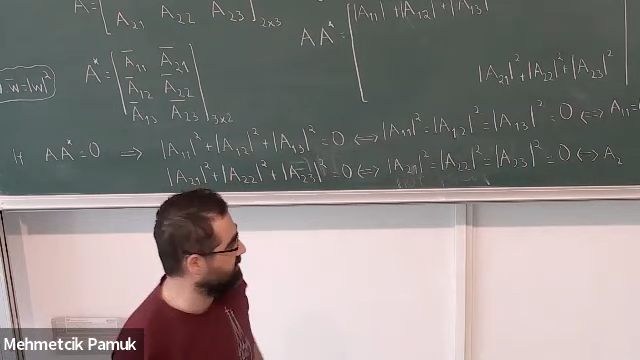 A = [ A₂₁ A₂₂ A₂₃ ]₂ₓ₃
AA* = [ |A₁₁|² + |A₁₂|² + |A₁₃|²
|A₂₁|² + |A₂₂|² + |A₂₃|² ]
w̄ = |w|²
A* = [ Ā₁₁ Ā₂₁
Ā₁₂ Ā₂₂
Ā₁₃ Ā₂₃ ]₃ₓ₂
If AA* = 0 ⇒ |A₁₁|² + |A₁₂|² + |A₁₃|² = 0 ⟺ |A₁₁|² = |A₁₂|² = |A₁₃|² = 0 ⟺ A₁₁ =
|A₂₁|² + |A₂₂|² + |A₂₃|² = 0 ⟺ |A₂₁|² = |A₂₂|² = |A₂₃|² = 0 ⟺ A₂
Mehmetcik Pamuk